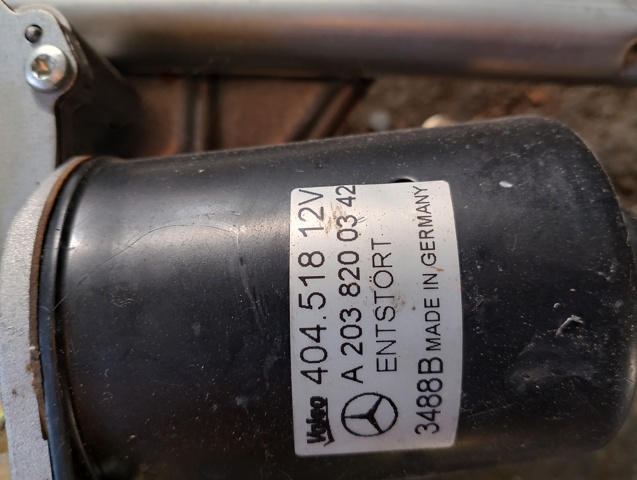 Valeo 404.518 12V
A 203 820 03 42
ENTSTÖRT
3488B MADE IN GERMANY